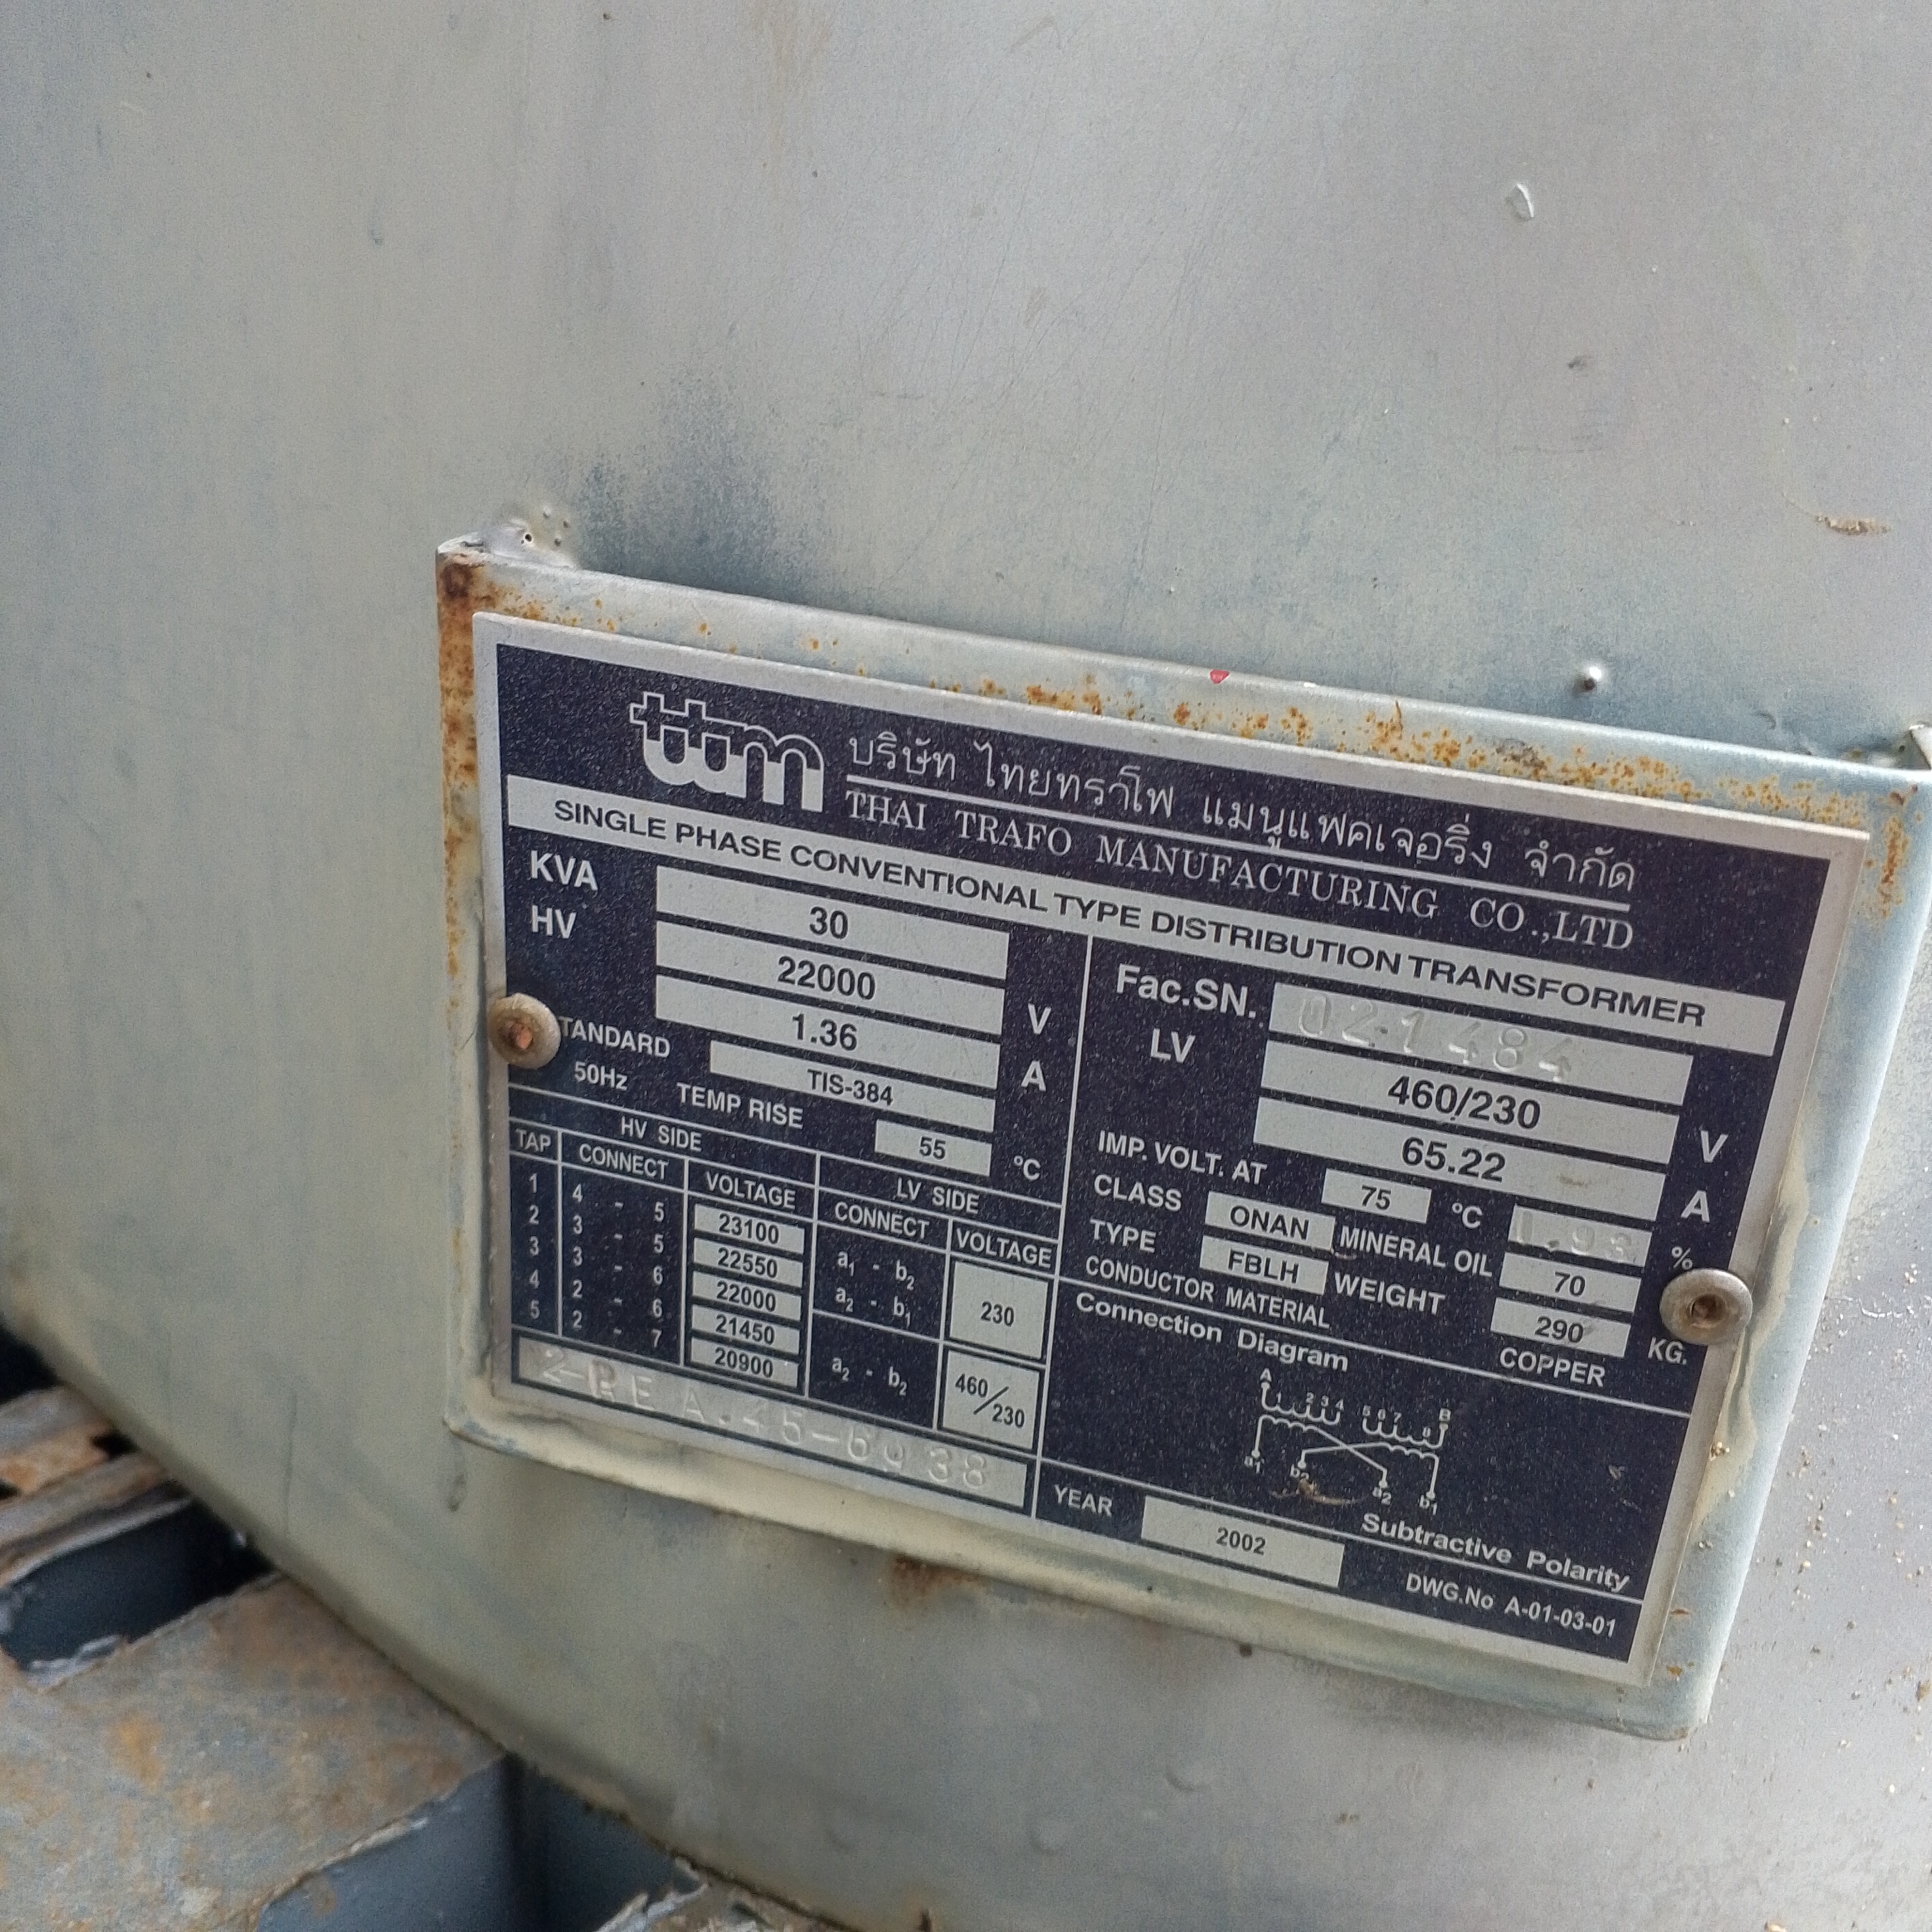 ttm บริษัท ไทยทราโฟ แมนูแฟคเจอริ่ง จำกัด
THAI TRAFO MANUFACTURING CO.,LTD
SINGLE PHASE CONVENTIONAL TYPE DISTRIBUTION TRANSFORMER
KVA 30
HV 22000 V
1.36 A
TANDARD TIS-384
50Hz TEMP RISE 55 °C
Fac.SN. 021484
LV 460/230 V
65.22 A
IMP. VOLT. AT 75 °C %
CLASS ONAN MINERAL OIL 70
TYPE FBLH WEIGHT 290 KG.
CONDUCTOR MATERIAL COPPER
HV SIDE LV SIDE
TAP CONNECT VOLTAGE CONNECT VOLTAGE
1 4 - 5 23100
2 3 - 5 22550
3 3 - 6 22000
4 2 - 6 21450
5 2 - 7 20900
a1 - b2
a2 - b1
230
a2 - b2
460/230
2-PEA.45-6938
Connection Diagram
A B
1 2 3 4 5 6 7
a1 b2 a2 b1
Subtractive Polarity
YEAR 2002
DWG.No A-01-03-01